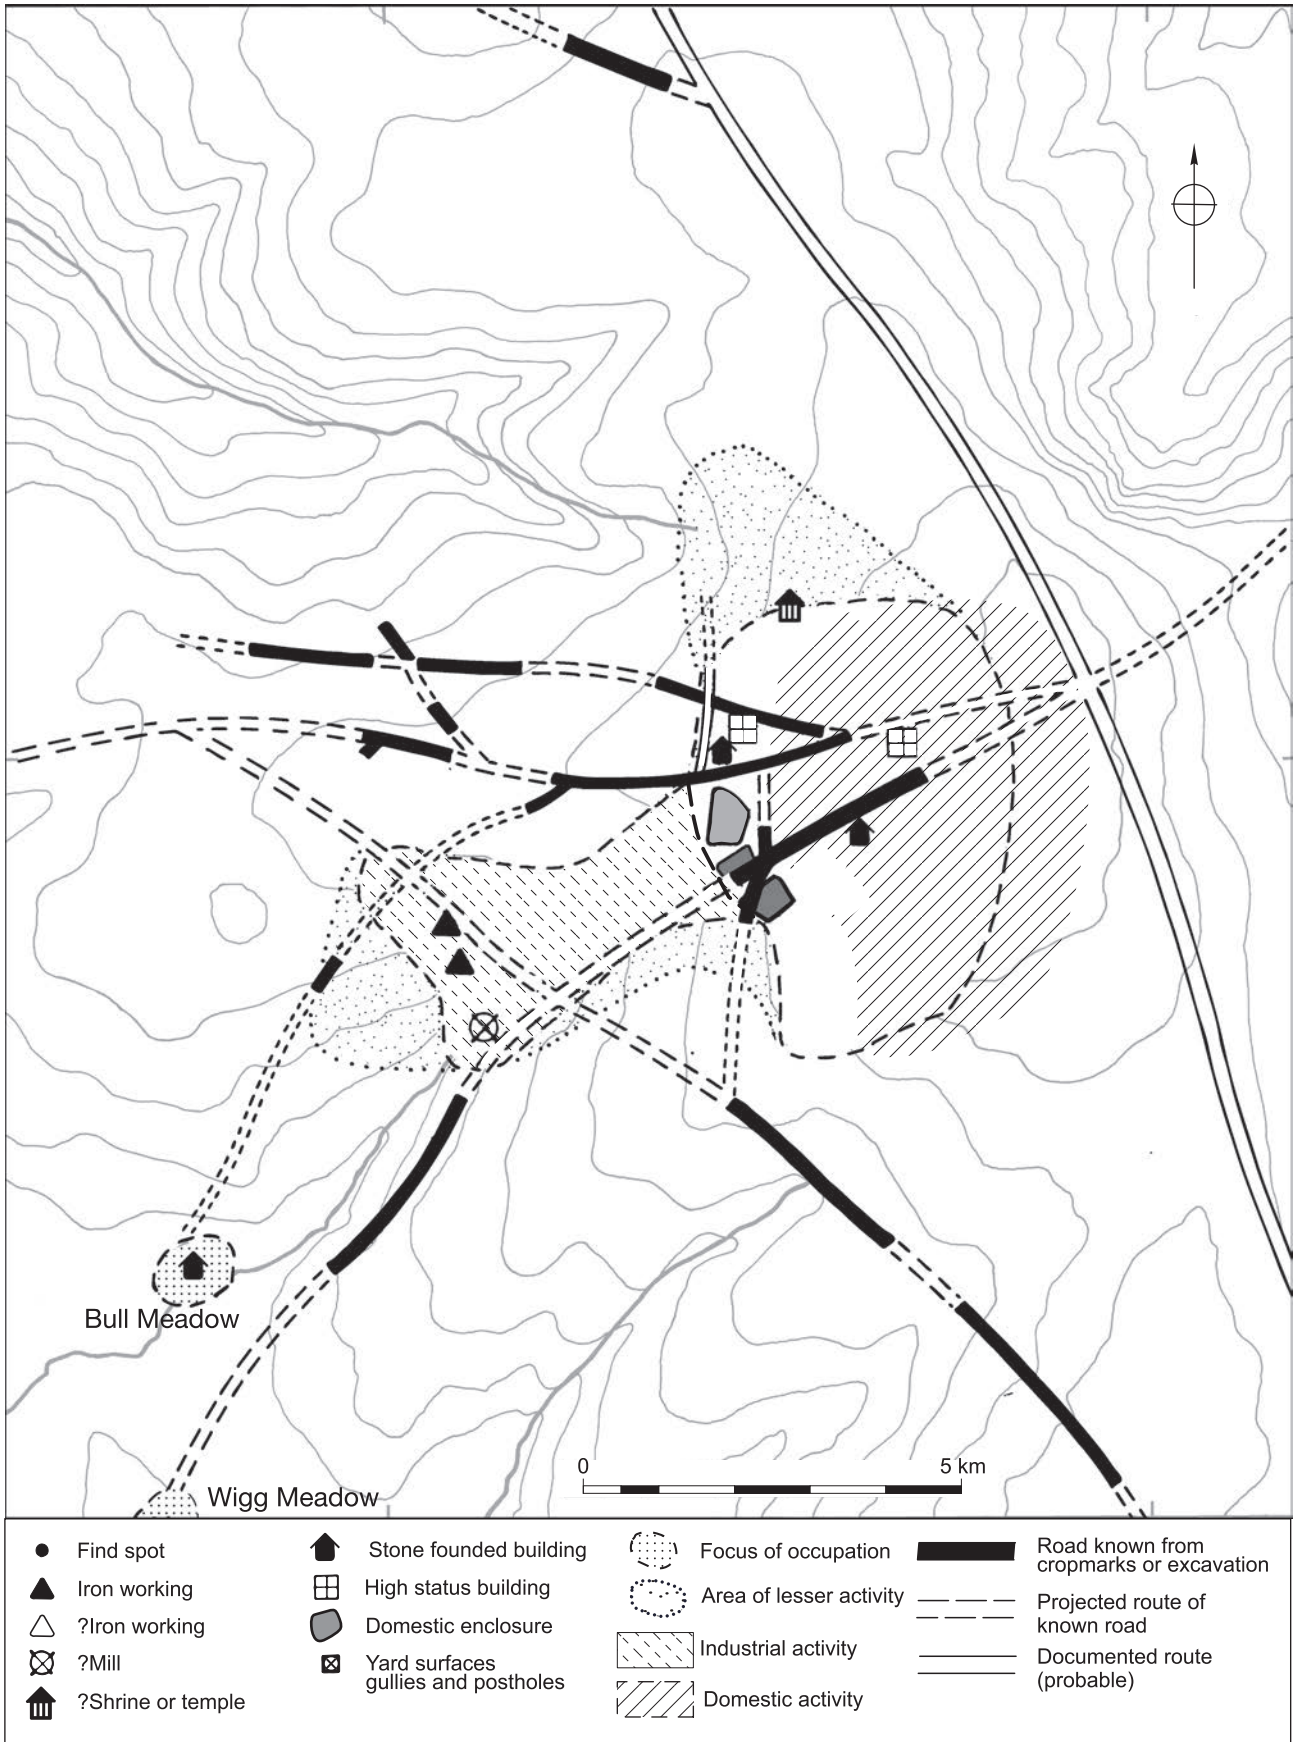 Bull Meadow
0 5 km
Wigg Meadow
Find spot
Iron working
?Iron working
?Mill
?Shrine or temple
Stone founded building
High status building
Domestic enclosure
Yard surfaces
gullies and postholes
Focus of occupation
Area of lesser activity
Industrial activity
Domestic activity
Road known from
cropmarks or excavation
Projected route of
known road
Documented route
(probable)